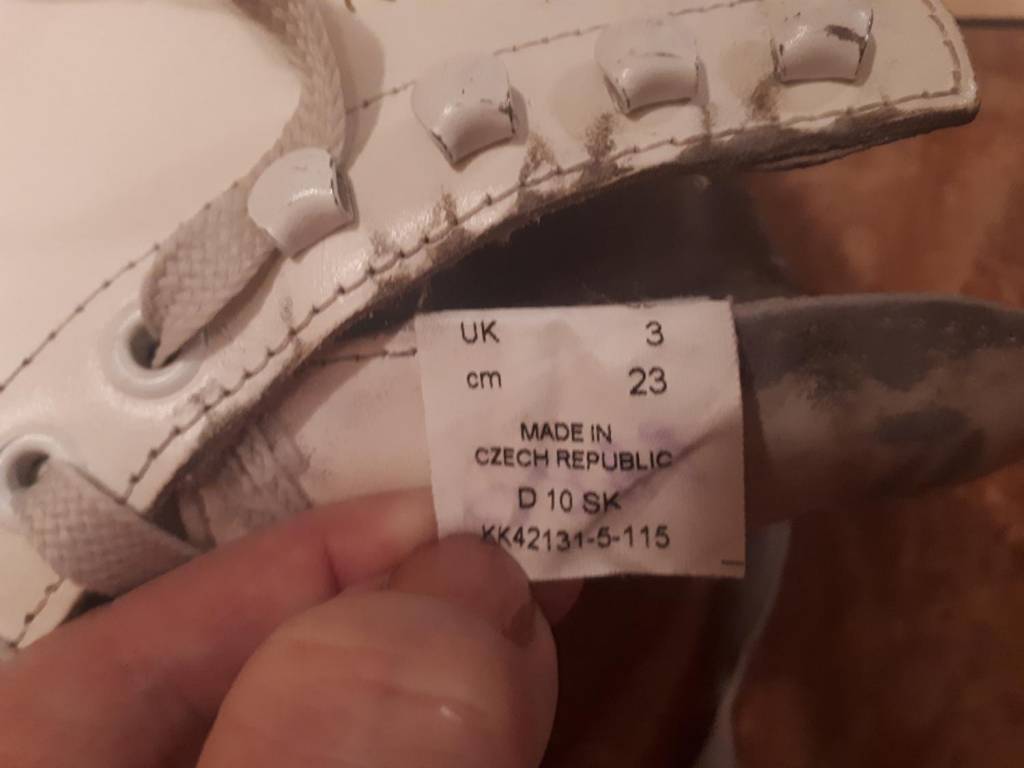 UK 3
cm 23
MADE IN
CZECH REPUBLIC
D 10 SK
KK42131-5-115